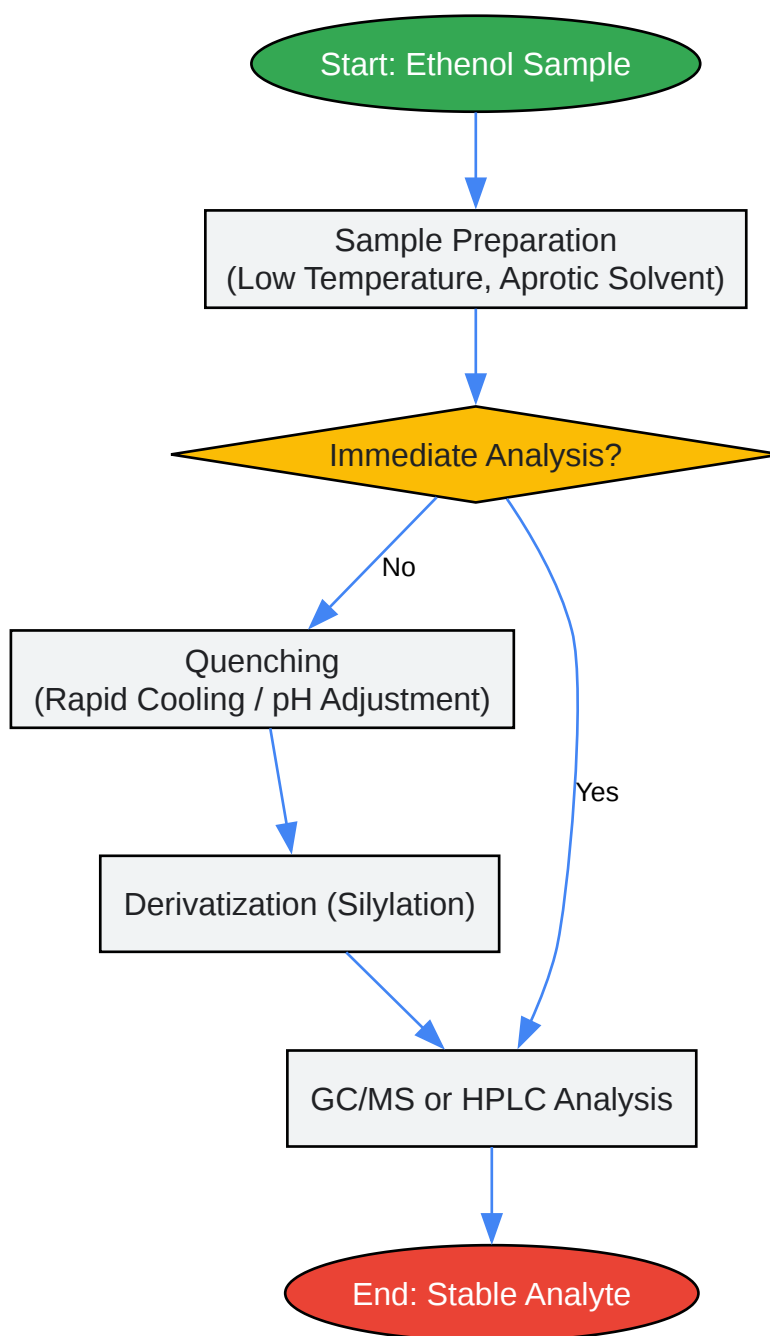 Start: Ethenol Sample
Sample Preparation
(Low Temperature, Aprotic Solvent)
Immediate Analysis?
No
Quenching
(Rapid Cooling / pH Adjustment)
Yes
Derivatization (Silylation)
GC/MS or HPLC Analysis
End: Stable Analyte